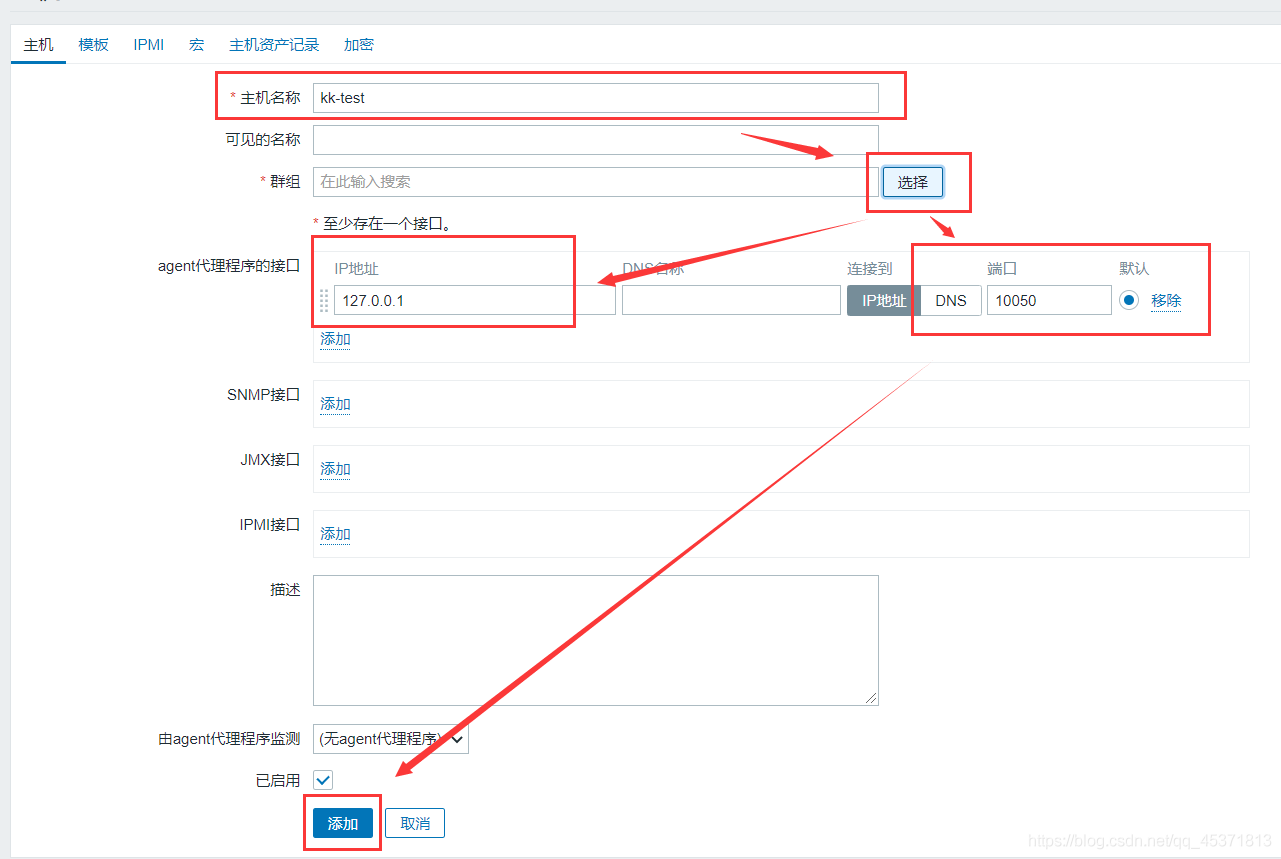 主机 模板 IPMI 宏 主机资产记录 加密
* 主机名称 kk-test
可见的名称
* 群组 在此输入搜索 选择
* 至少存在一个接口。
agent代理程序的接口 IP地址 DNS名称 连接到 端口 默认
127.0.0.1 IP地址 DNS 10050 移除
添加
SNMP接口 添加
JMX接口 添加
IPMI接口 添加
描述
由agent代理程序监测 (无agent代理程序)
已启用
添加 取消
https://blog.csdn.net/qq_45371813